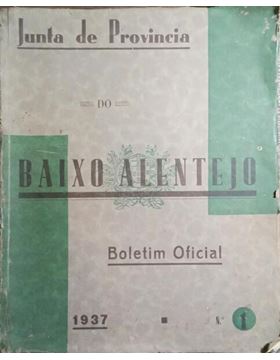 Junta de Provincia
DO
BAIXO ALENTEJO
Boletim Oficial
1937 ■ N.º 1